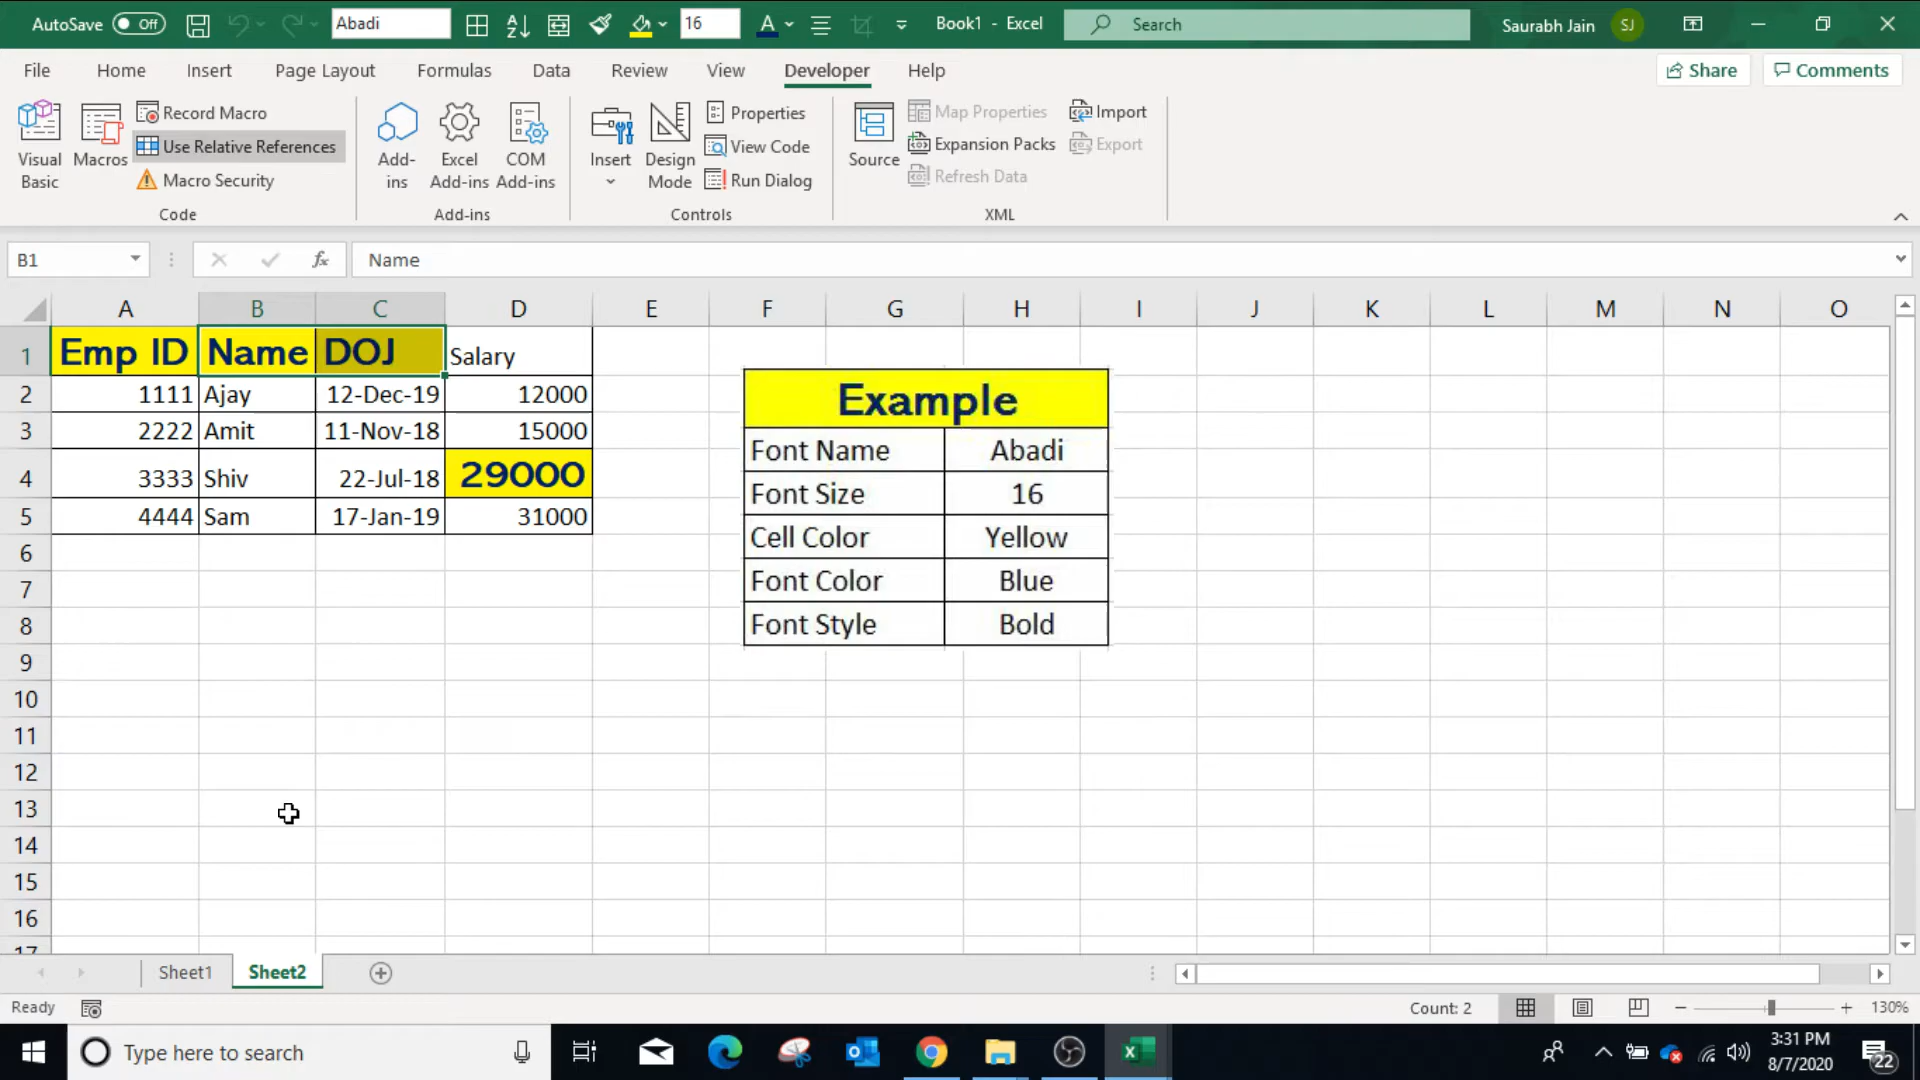 AutoSave Off Abadi 16 Book1 - Excel Search Saurabh Jain SJ
File Home Insert Page Layout Formulas Data Review View Developer Help Share Comments
Visual Basic
Macros
Record Macro
Use Relative References
Macro Security
Code
Add-ins
Excel Add-ins
COM Add-ins
Add-ins
Insert
Design Mode
Properties
View Code
Run Dialog
Controls
Source
Map Properties
Expansion Packs
Refresh Data
Import
Export
XML
B1 fx Name
A B C D E F G H I J K L M N O
1 Emp ID Name DOJ Salary
2 1111 Ajay 12-Dec-19 12000
3 2222 Amit 11-Nov-18 15000
4 3333 Shiv 22-Jul-18 29000
5 4444 Sam 17-Jan-19 31000
Example
Font Name Abadi
Font Size 16
Cell Color Yellow
Font Color Blue
Font Style Bold
6
7
8
9
10
11
12
13
14
15
16
17
Sheet1 Sheet2
Ready Count: 2 130%
Type here to search
3:31 PM
8/7/2020
22